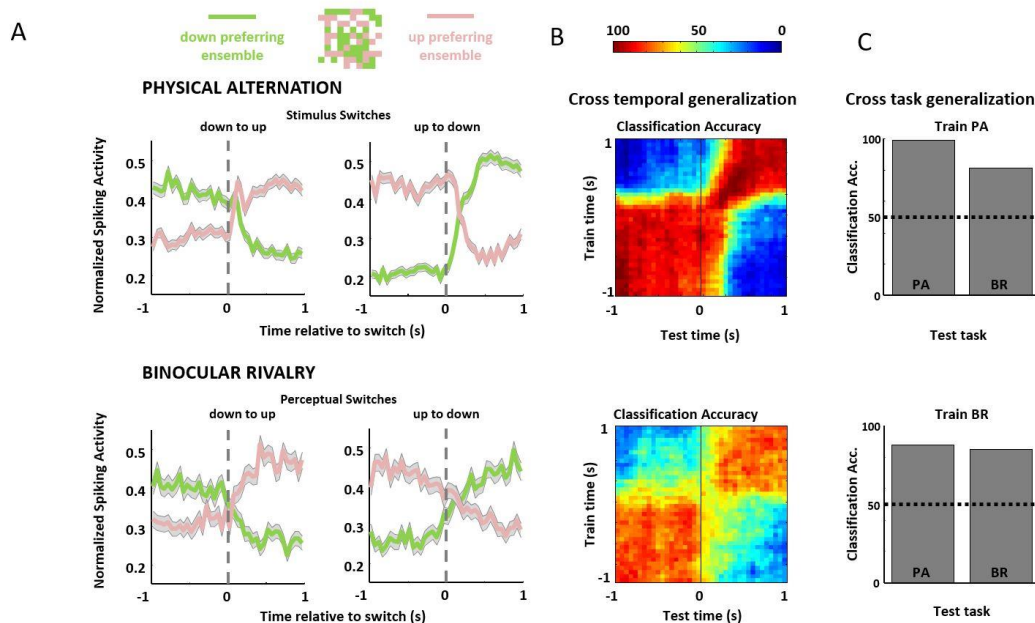 A
down preferring
ensemble
up preferring
ensemble
B
100
50
0
C
PHYSICAL ALTERNATION
Stimulus Switches
down to up
up to down
Normalized Spiking Activity
0.5
0.4
0.3
0.2
-1
0
1
-1
0
1
Time relative to switch (s)
Cross temporal generalization
Classification Accuracy
Train time (s)
1
-1
-1
0
1
Test time (s)
Cross task generalization
Train PA
Classification Acc.
100
50
0
PA
BR
Test task
BINOCULAR RIVALRY
Perceptual Switches
down to up
up to down
Normalized Spiking Activity
0.5
0.4
0.3
0.2
-1
0
1
-1
0
1
Time relative to switch (s)
Classification Accuracy
Train time (s)
1
-1
-1
0
1
Test time (s)
Train BR
Classification Acc.
100
50
0
PA
BR
Test task